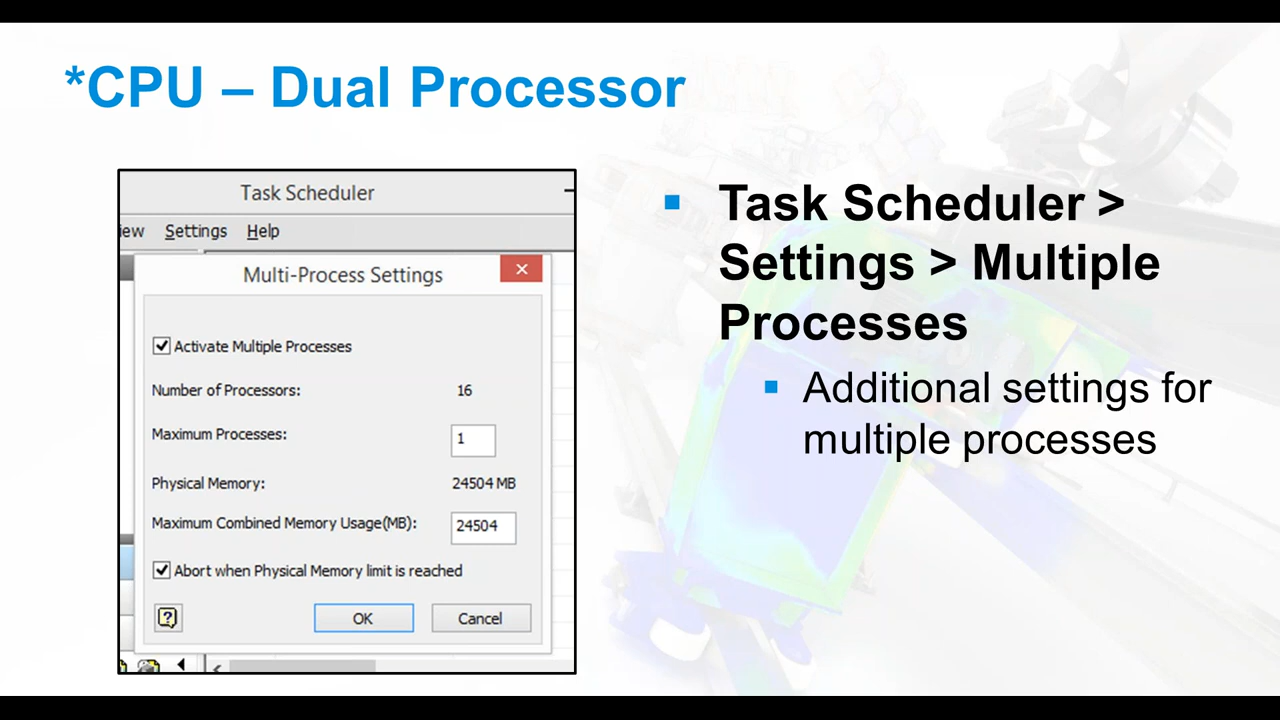 *CPU – Dual Processor
Task Scheduler
iew Settings Help
Multi-Process Settings
Activate Multiple Processes
Number of Processors: 16
Maximum Processes: 1
Physical Memory: 24504 MB
Maximum Combined Memory Usage(MB): 24504
Abort when Physical Memory limit is reached
OK Cancel
Task Scheduler >
Settings > Multiple
Processes
Additional settings for
multiple processes